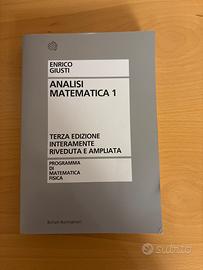 ENRICO
GIUSTI
ANALISI
MATEMATICA 1
TERZA EDIZIONE
INTERAMENTE
RIVEDUTA E AMPLIATA
PROGRAMMA
DI
MATEMATICA
FISICA
Bollati Boringhieri
subito